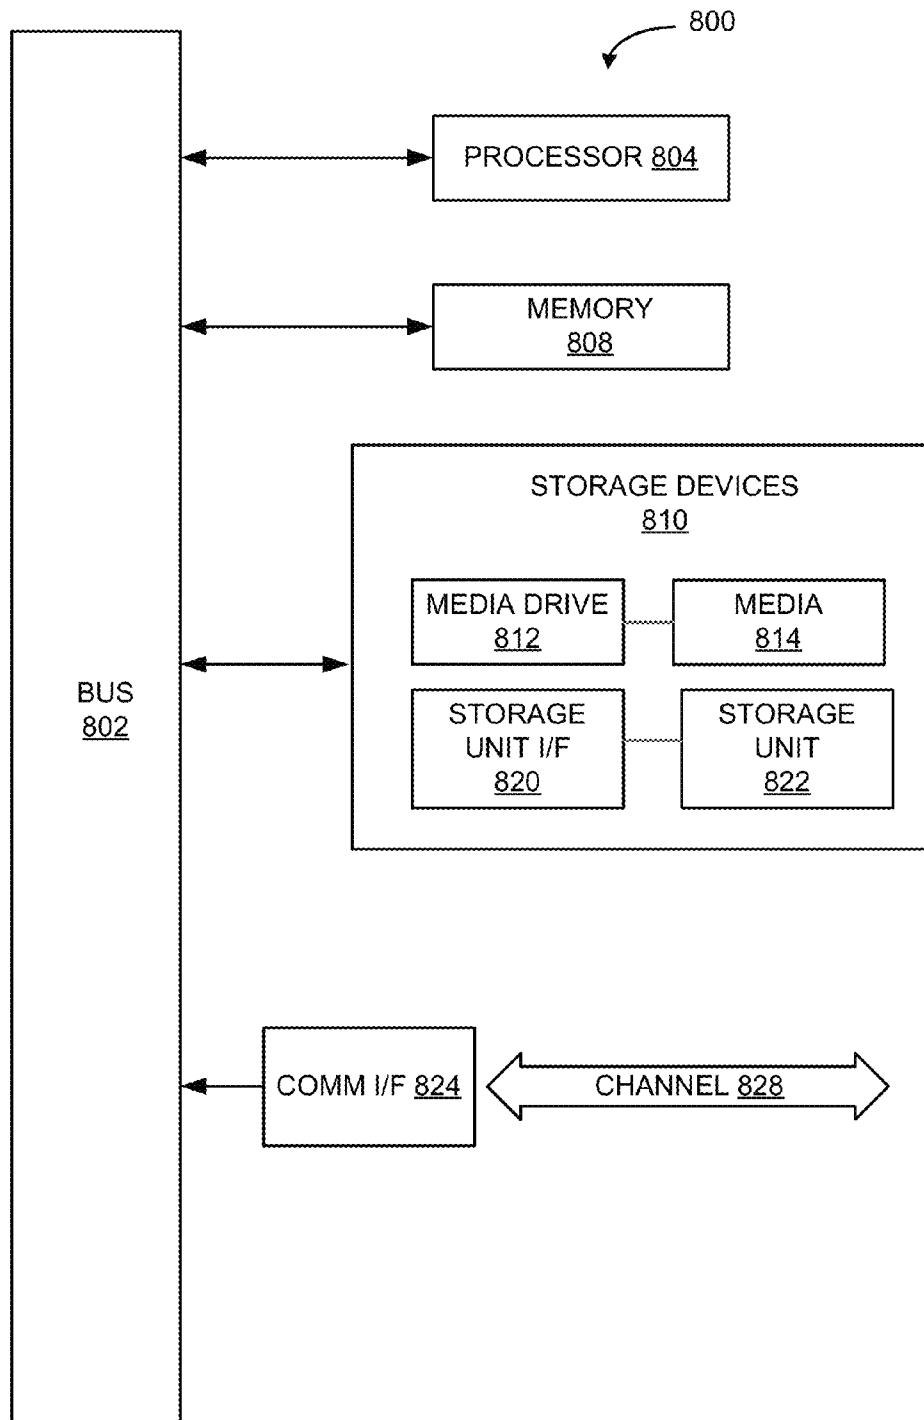 800
PROCESSOR 804
MEMORY
808
STORAGE DEVICES
810
MEDIA DRIVE
812
MEDIA
814
BUS
802
STORAGE
UNIT I/F
820
STORAGE
UNIT
822
COMM I/F 824
CHANNEL 828